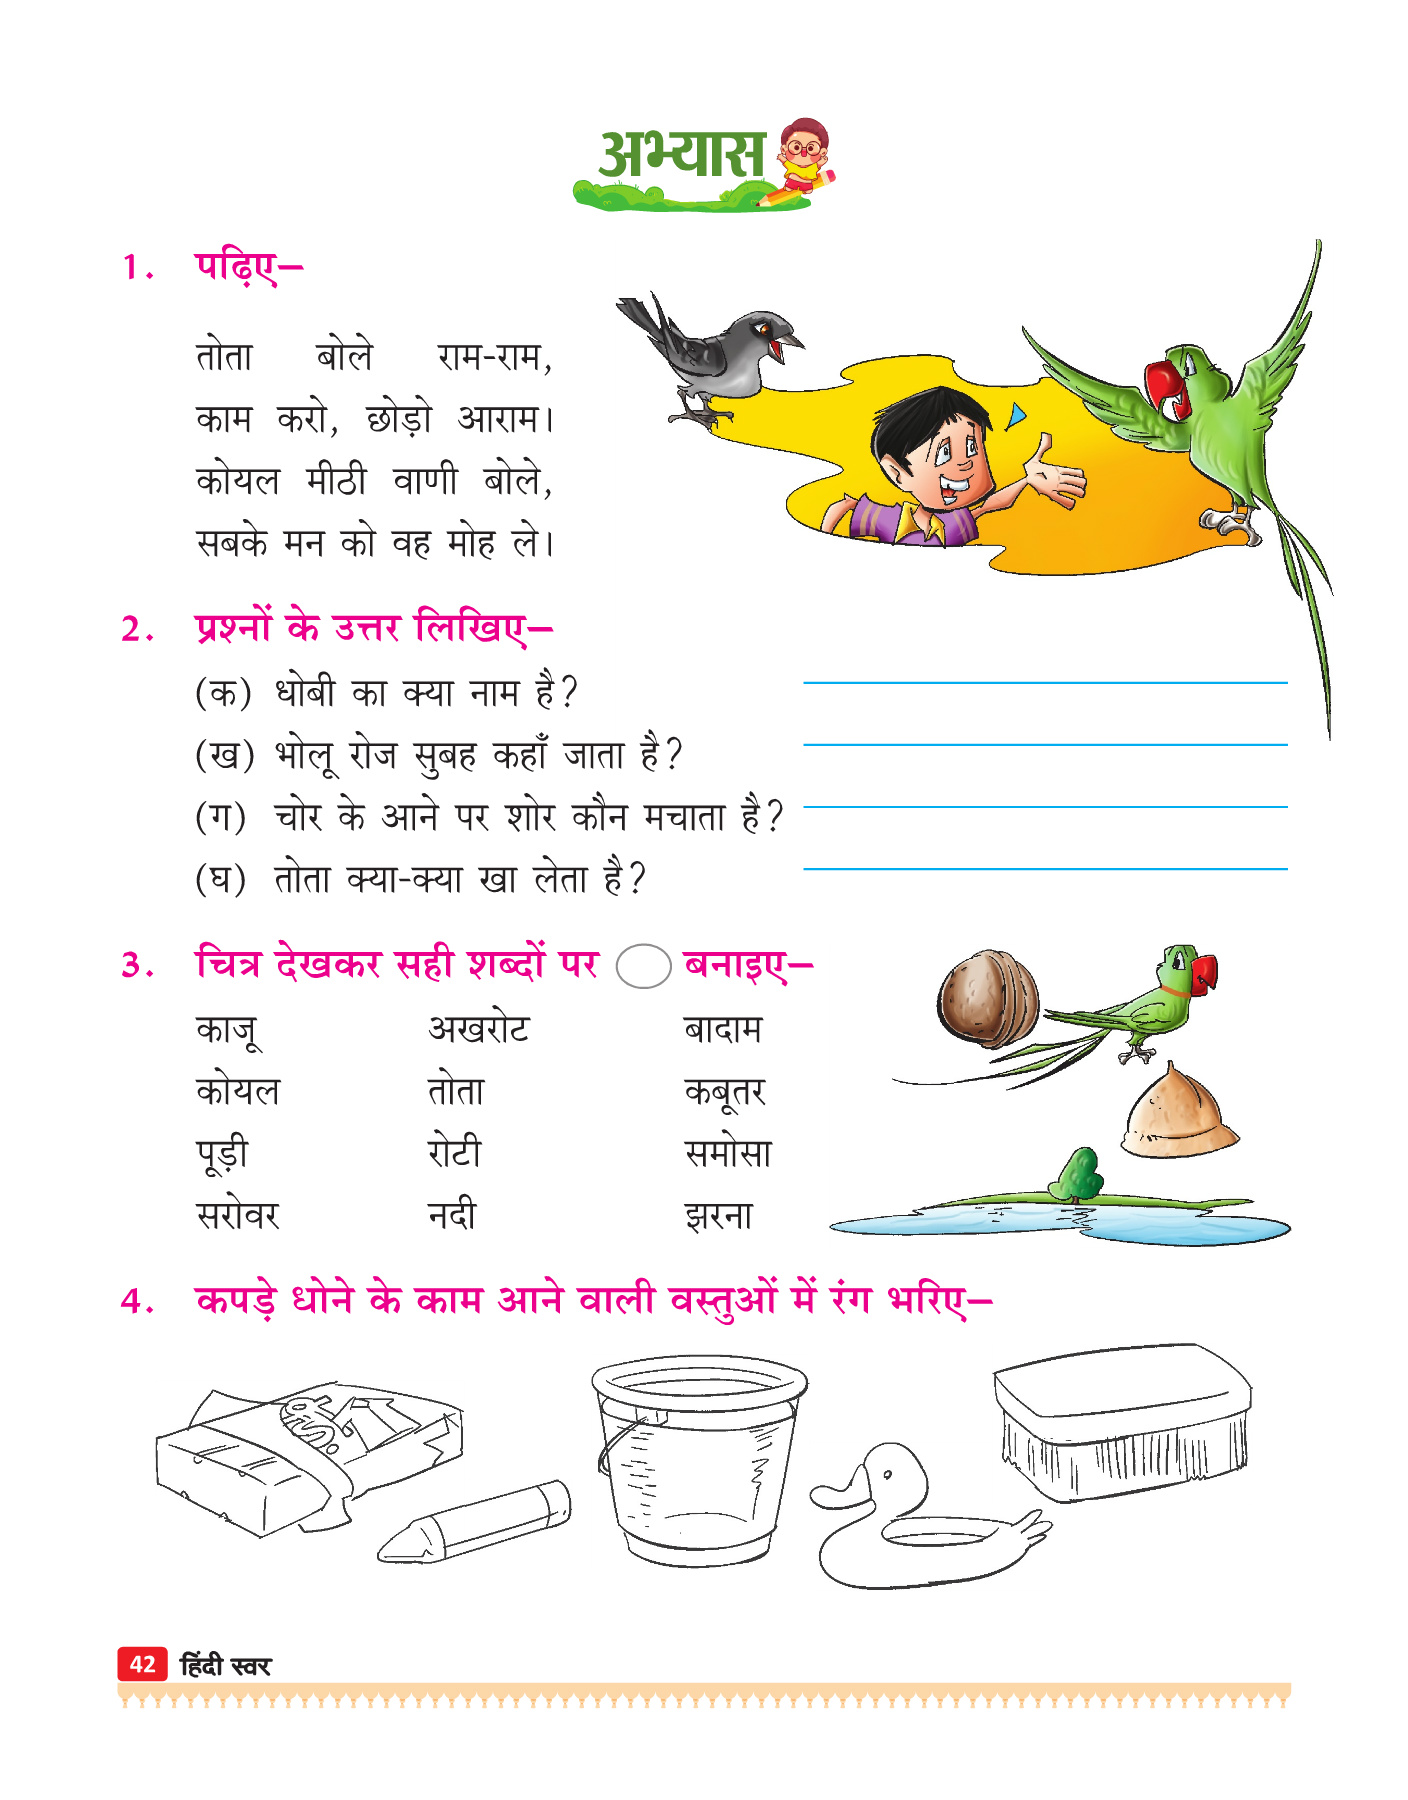 अभ्यास
1. पढ़िए–
तोता बोले राम-राम,
काम करो, छोड़ो आराम।
कोयल मीठी वाणी बोले,
सबके मन को वह मोह ले।
2. प्रश्नों के उत्तर लिखिए–
(क) धोबी का क्या नाम है?
(ख) भोलू रोज सुबह कहाँ जाता है?
(ग) चोर के आने पर शोर कौन मचाता है?
(घ) तोता क्या-क्या खा लेता है?
3. चित्र देखकर सही शब्दों पर बनाइए–
काजू अखरोट बादाम
कोयल तोता कबूतर
पूड़ी रोटी समोसा
सरोवर नदी झरना
4. कपड़े धोने के काम आने वाली वस्तुओं में रंग भरिए–
42 हिंदी स्वर